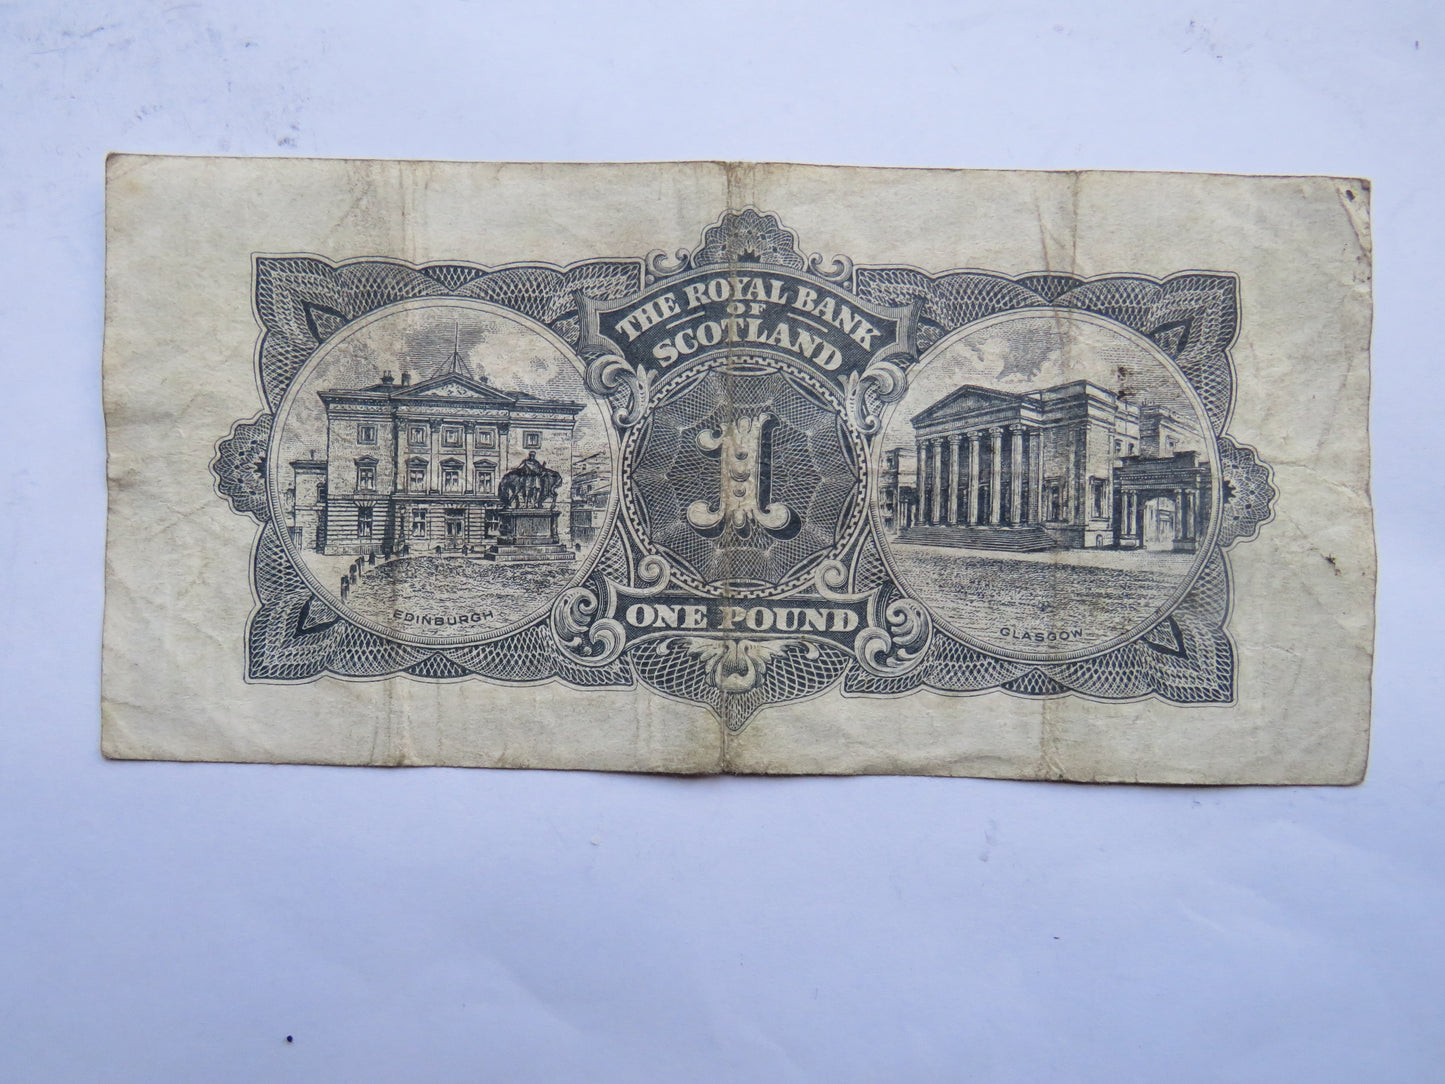 THE ROYAL BANK
OF
SCOTLAND
1
ONE POUND
EDINBURGH
GLASGOW